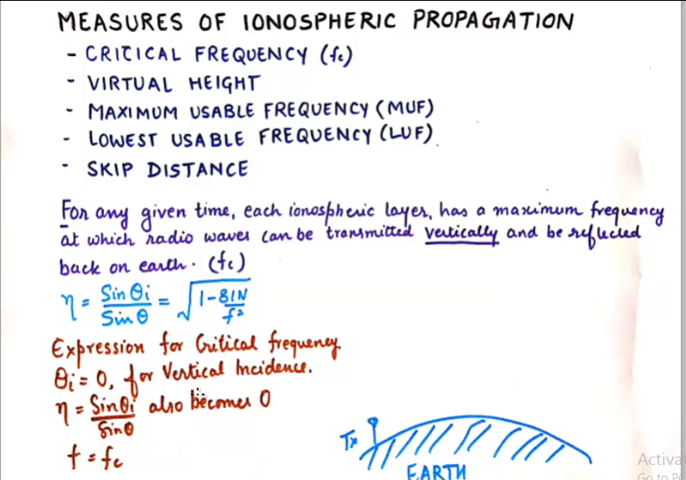 MEASURES OF IONOSPHERIC PROPAGATION
- CRITICAL FREQUENCY (fc)
- VIRTUAL HEIGHT
- MAXIMUM USABLE FREQUENCY (MUF)
- LOWEST USABLE FREQUENCY (LUF).
- SKIP DISTANCE
For any given time, each ionospheric layer, has a maximum frequency
at which radio waves can be transmitted vertically and be reflected
back on earth. (fc)
η = Sin θi / Sin θ = √(1 - 81N / f²)
Expression for Critical frequency.
θi = 0, for Vertical Incidence.
η = Sinθi / Sinθ also becomes 0
f = fc
Tx
EARTH
Activa
Go to P